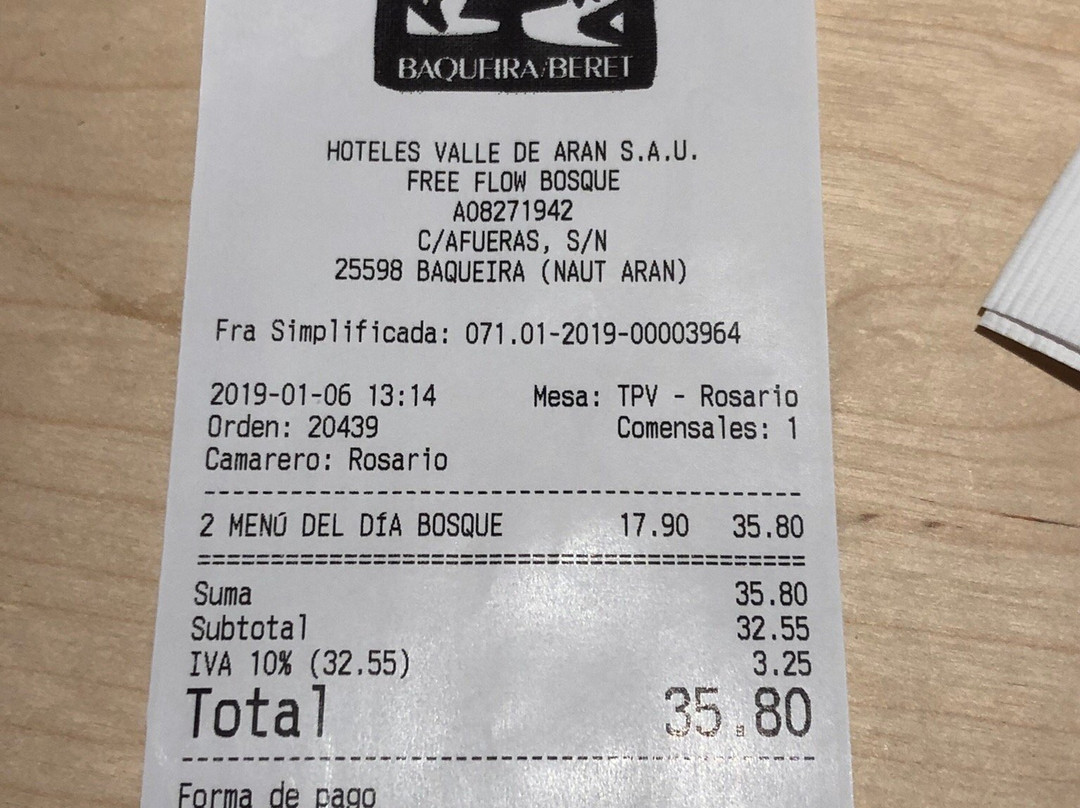 BAQUEIRA/BERET
HOTELES VALLE DE ARAN S.A.U.
FREE FLOW BOSQUE
A08271942
C/AFUERAS, S/N
25598 BAQUEIRA (NAUT ARAN)
Fra Simplificada: 071.01-2019-00003964
2019-01-06 13:14 Mesa: TPV - Rosario
Orden: 20439 Comensales: 1
Camarero: Rosario
2 MENÚ DEL DíA BOSQUE 17.90 35.80
Suma 35.80
Subtotal 32.55
IVA 10% (32.55) 3.25
Total 35.80
Forma de pago